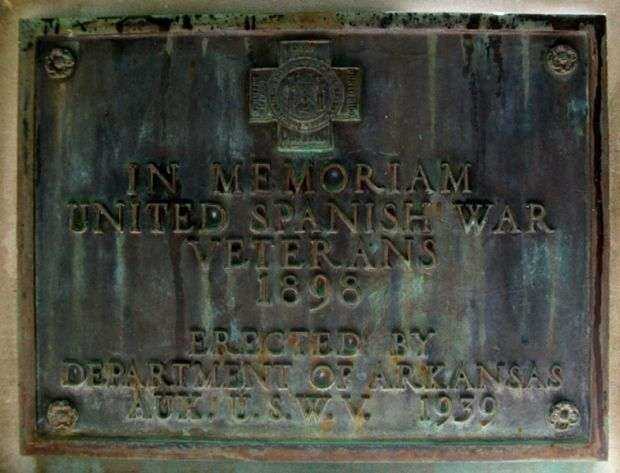 IN MEMORIAM
UNITED SPANISH WAR
VETERANS
1898
ERECTED BY
DEPARTMENT OF ARKANSAS
AUX. U.S.W.V. 1939